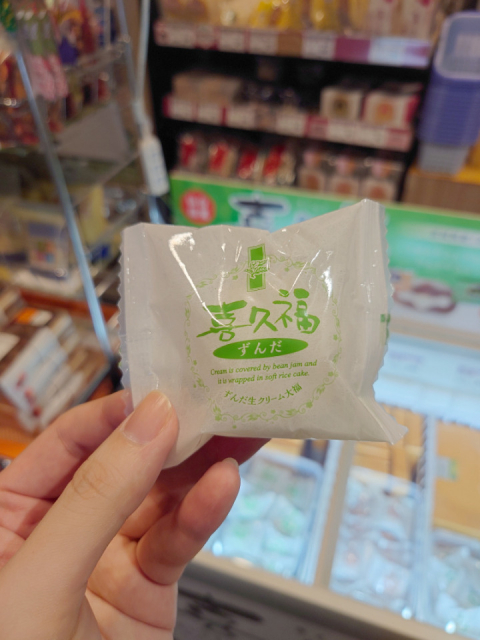 喜久福
ずんだ
Cream is covered by bean jam and
it is wrapped in soft rice cake.
ずんだ生クリーム大福